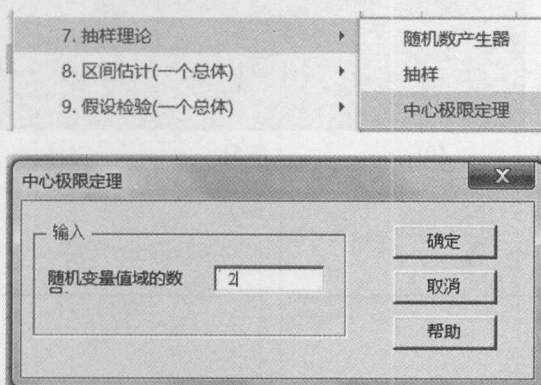 7. 抽样理论
8. 区间估计(一个总体)
9. 假设检验(一个总体)
随机数产生器
抽样
中心极限定理
中心极限定理
输入
随机变量值域的数
2
确定
取消
帮助